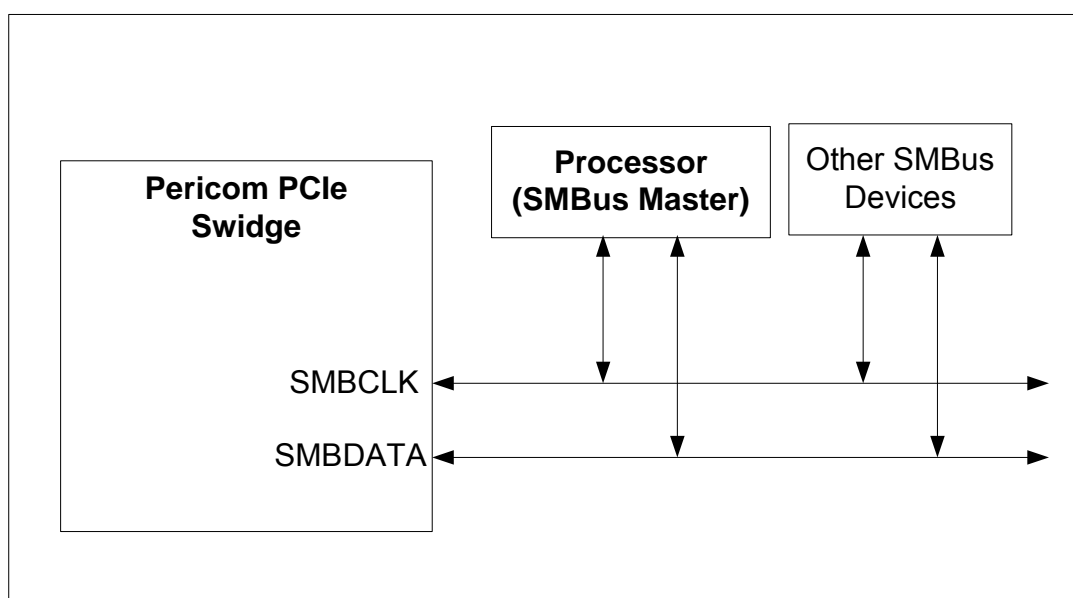 Pericom PCIe
Swidge
Processor
(SMBus Master)
Other SMBus
Devices
SMBCLK
SMBDATA